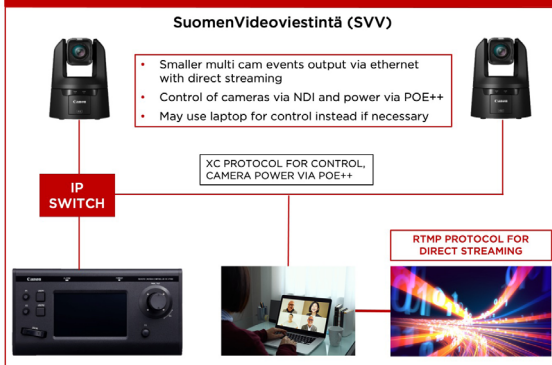 SuomenVideoviestintä (SVV)
• Smaller multi cam events output via ethernet
with direct streaming
• Control of cameras via NDI and power via POE++
• May use laptop for control instead if necessary
Canon
Canon
XC PROTOCOL FOR CONTROL,
CAMERA POWER VIA POE++
IP
SWITCH
RTMP PROTOCOL FOR
DIRECT STREAMING
Canon